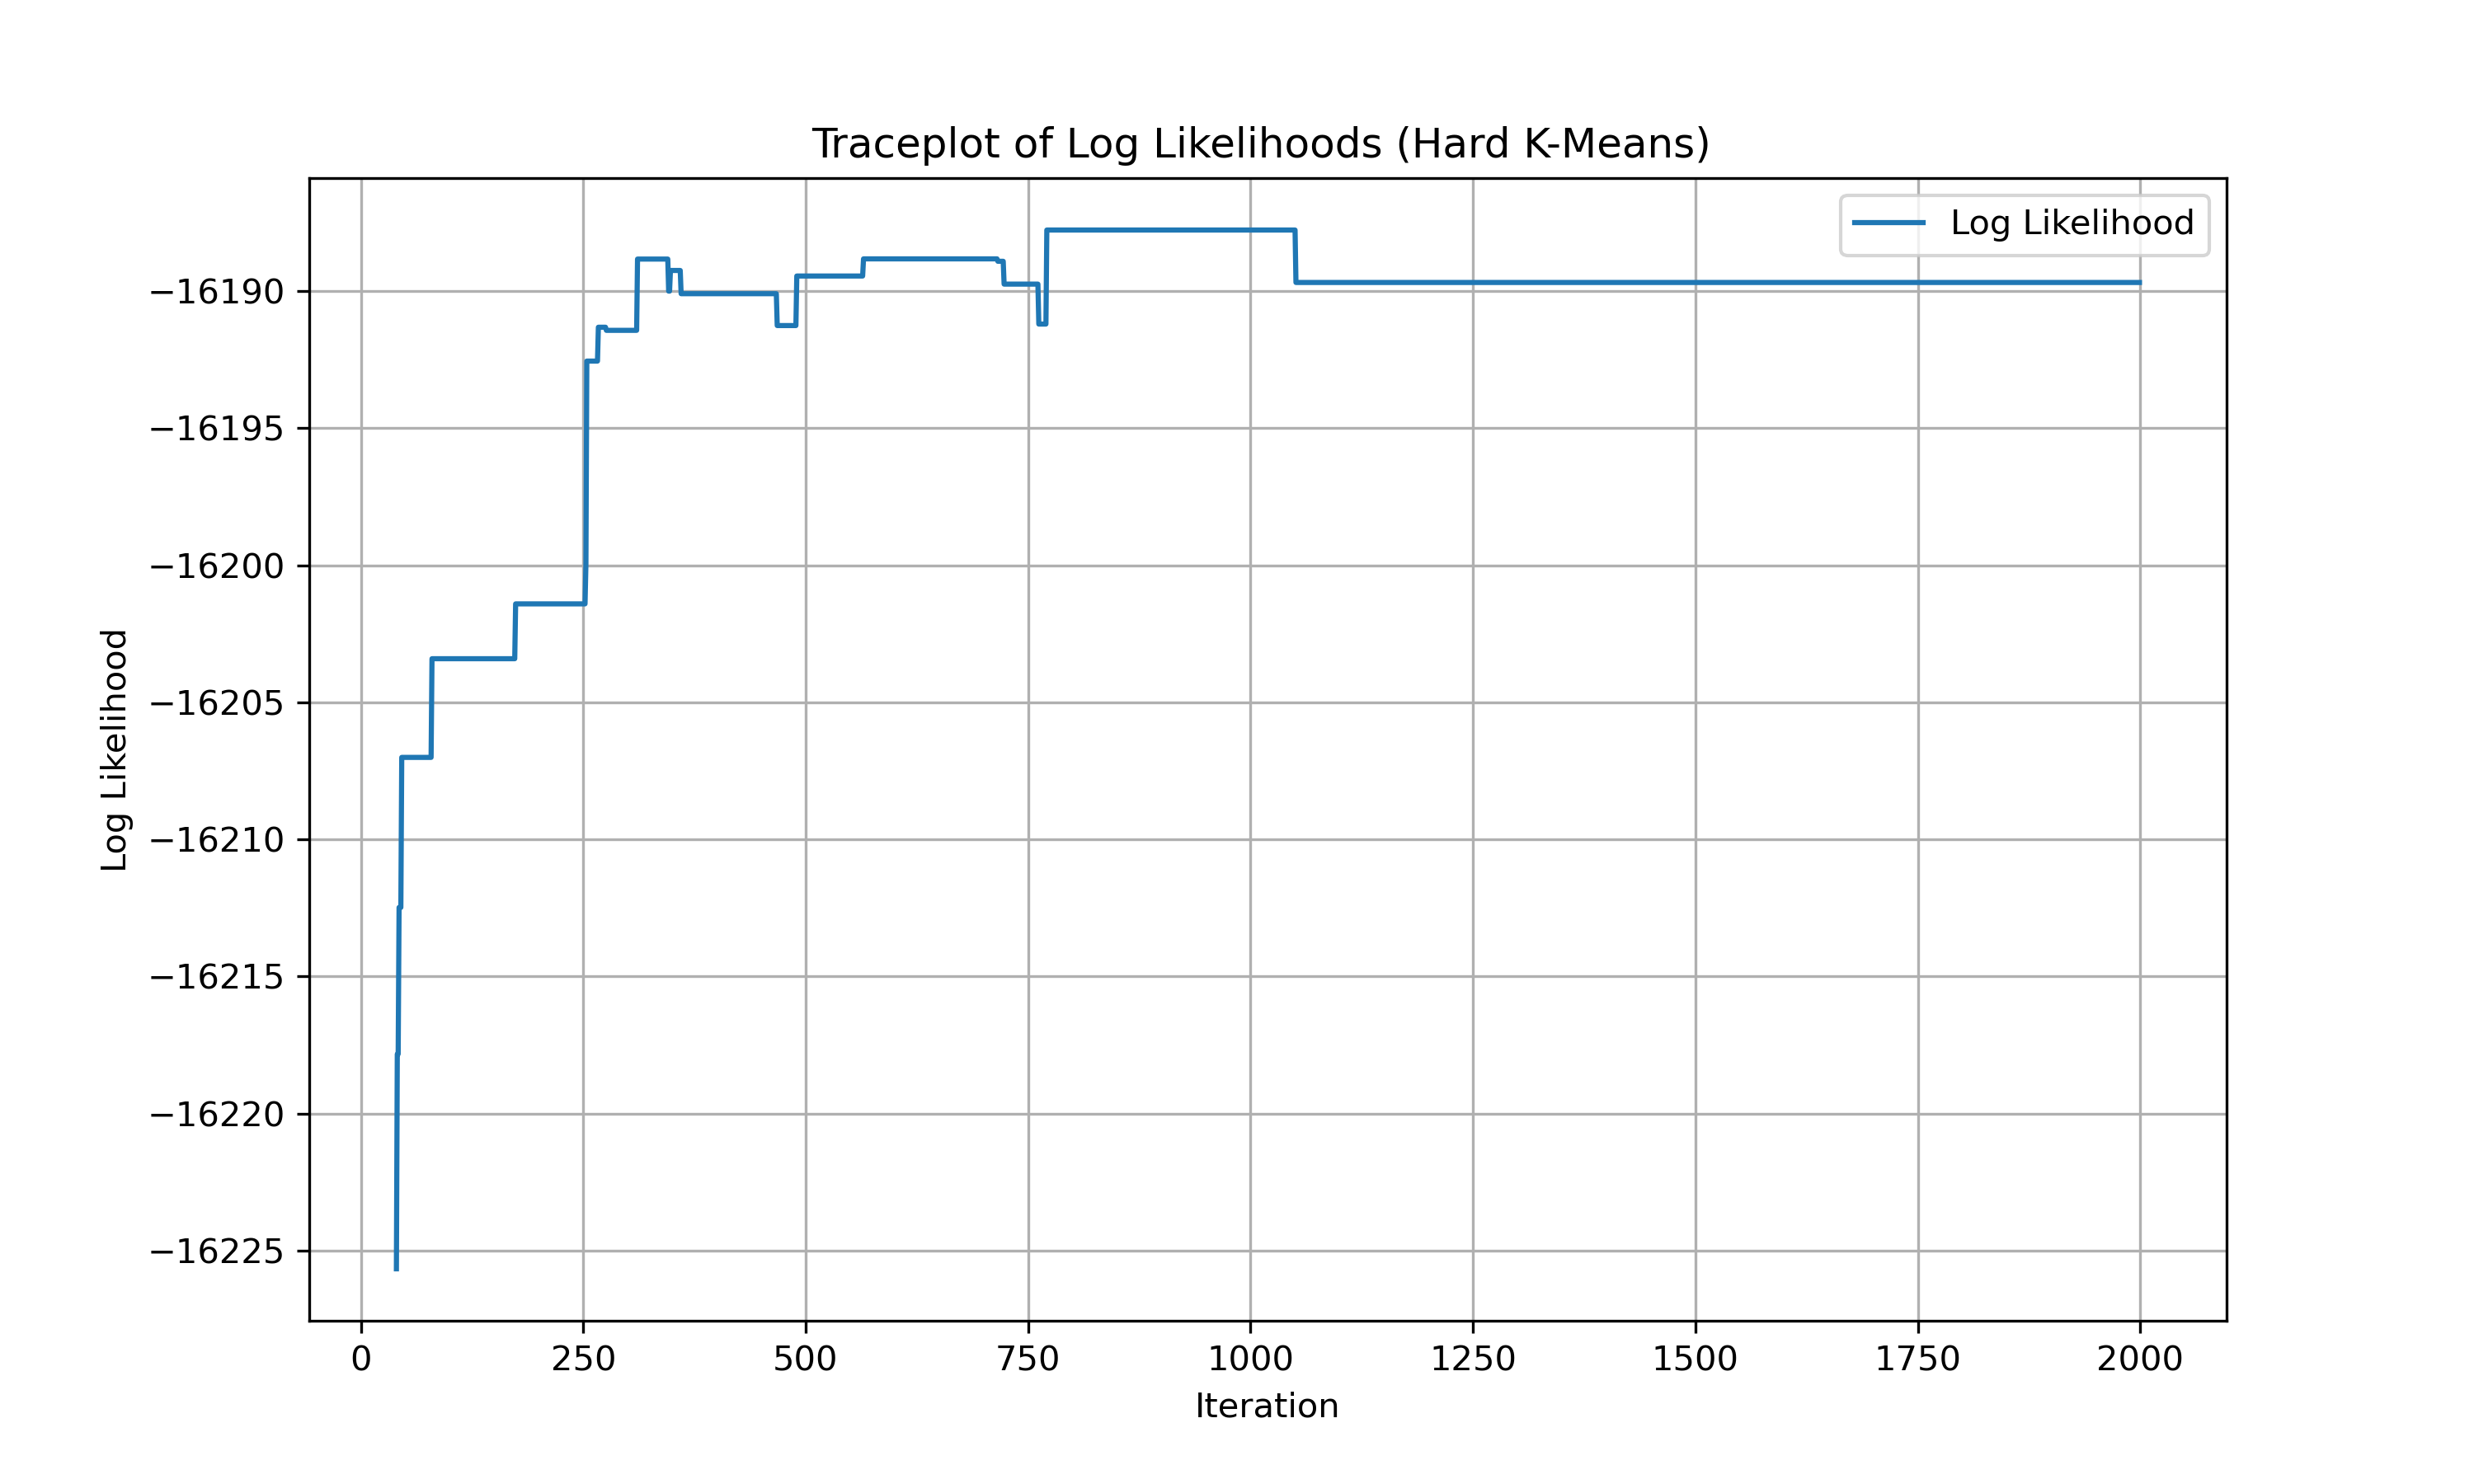 Traceplot of Log Likelihoods (Hard K-Means)
Log Likelihood
−16190
−16195
−16200
−16205
−16210
−16215
−16220
−16225
Log Likelihood
0 250 500 750 1000 1250 1500 1750 2000
Iteration